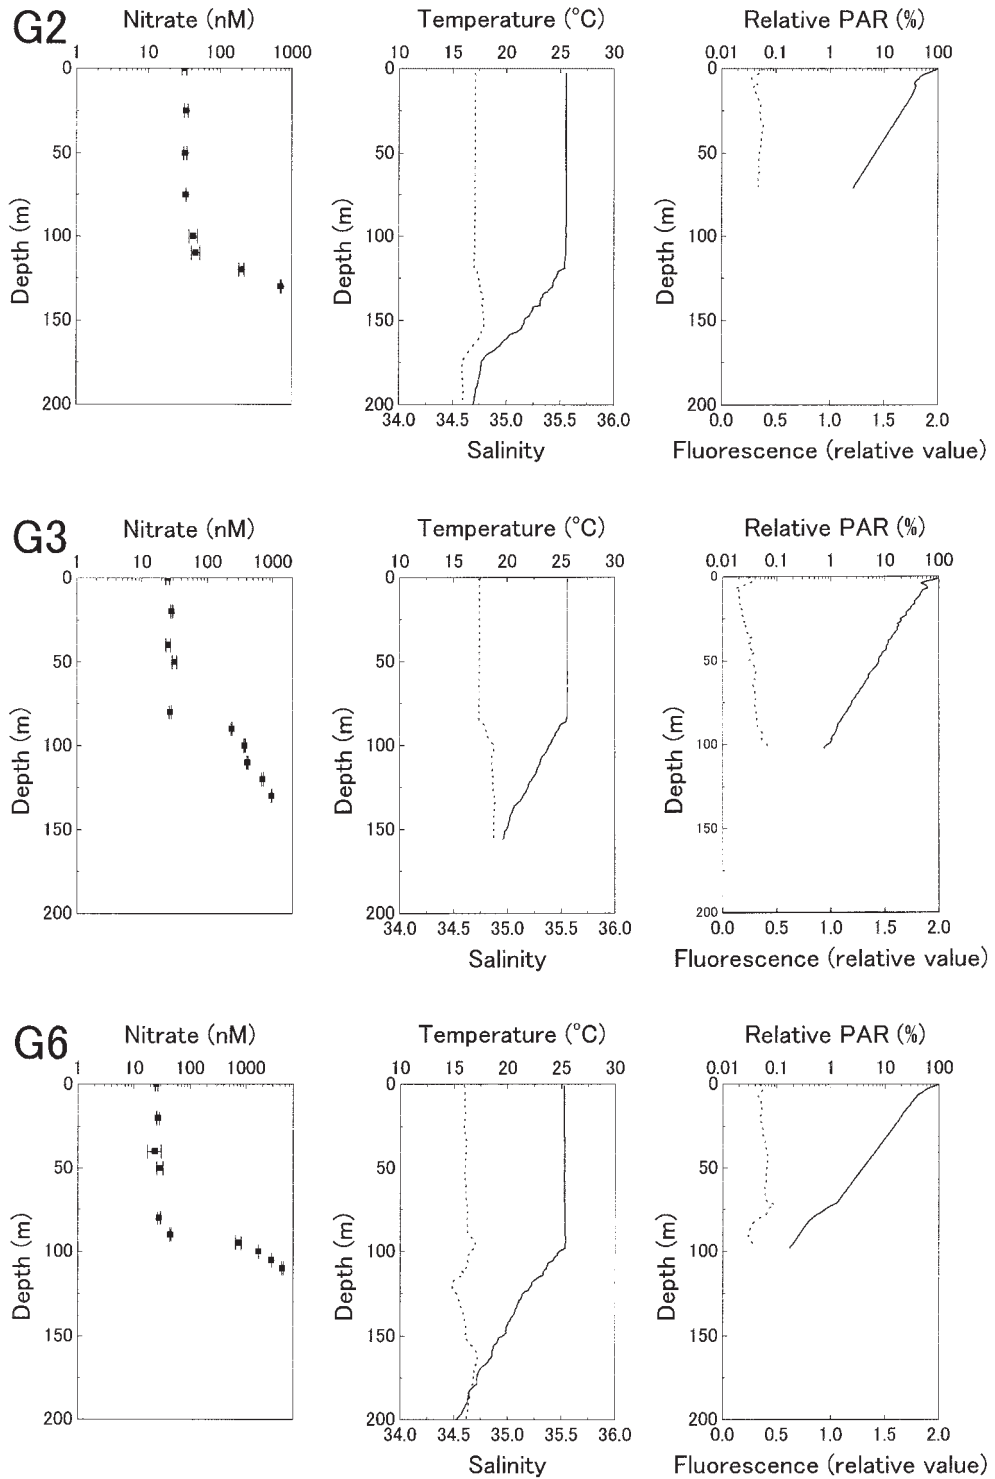 G2
Nitrate (nM)
1 10 100 1000
0
50
100
150
200
Depth (m)
Temperature (°C)
10 15 20 25 30
0
50
100
150
200
Depth (m)
34.0 34.5 35.0 35.5 36.0
Salinity
Relative PAR (%)
0.01 0.1 1 10 100
0
50
100
150
200
Depth (m)
0.0 0.5 1.0 1.5 2.0
Fluorescence (relative value)
G3
Nitrate (nM)
1 10 100 1000
0
50
100
150
200
Depth (m)
Temperature (°C)
10 15 20 25 30
0
50
100
150
200
Depth (m)
34.0 34.5 35.0 35.5 36.0
Salinity
Relative PAR (%)
0.01 0.1 1 10 100
0
50
100
150
200
Depth (m)
0.0 0.5 1.0 1.5 2.0
Fluorescence (relative value)
G6
Nitrate (nM)
1 10 100 1000
0
50
100
150
200
Depth (m)
Temperature (°C)
10 15 20 25 30
0
50
100
150
200
Depth (m)
34.0 34.5 35.0 35.5 36.0
Salinity
Relative PAR (%)
0.01 0.1 1 10 100
0
50
100
150
200
Depth (m)
0.0 0.5 1.0 1.5 2.0
Fluorescence (relative value)